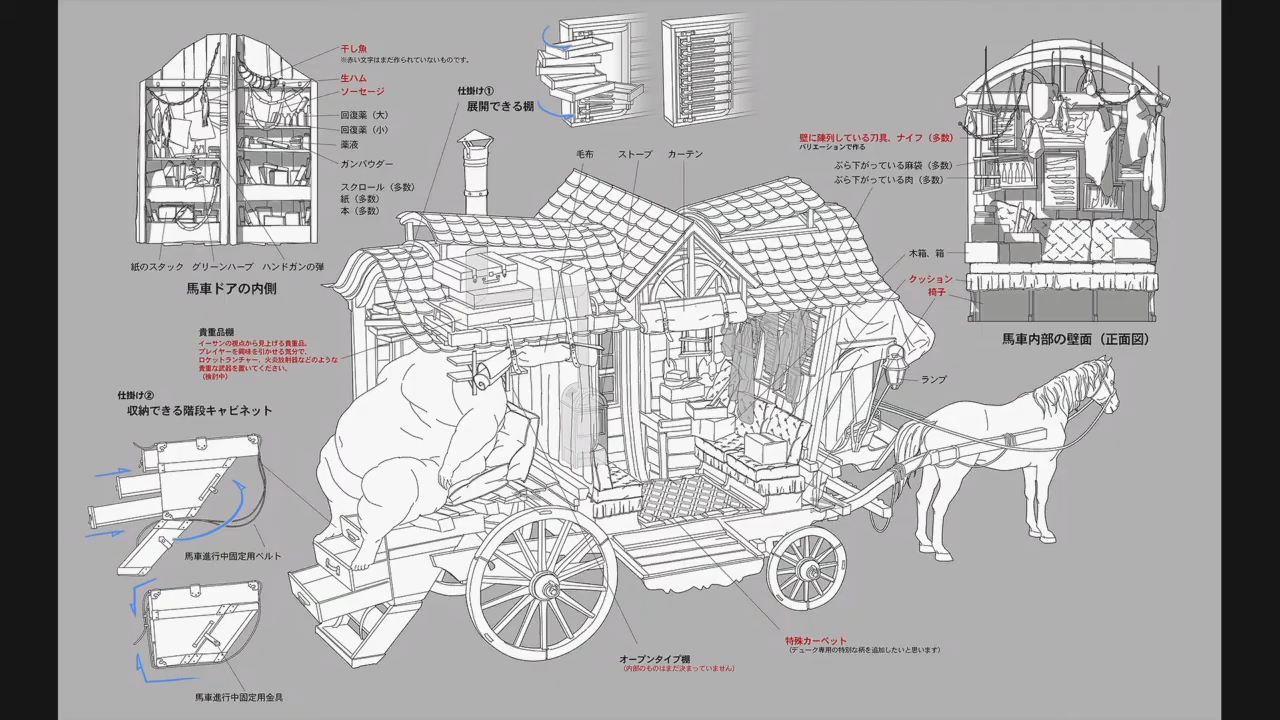 干し魚
※赤い文字はまだ作られていないものです。
生ハム
ソーセージ
回復薬（大）
回復薬（小）
薬液
ガンパウダー
スクロール（多数）
紙（多数）
本（多数）
紙のスタック
グリーンハーブ
ハンドガンの弾
馬車ドアの内側
仕掛け①
展開できる棚
毛布
ストーブ
カーテン
壁に陳列している刀具、ナイフ（多数）
バリエーションで作る
ぶら下がっている麻袋（多数）
ぶら下がっている肉（多数）
木箱、箱
クッション
椅子
馬車内部の壁面（正面図）
ランプ
貴重品棚
イーサンの視点から見上げる貴重品。
プレイヤーを興味を引かせる気分で、
ロケットランチャー、火炎放射器などのような
貴重な武器を置いてください。
（検討中）
仕掛け②
収納できる階段キャビネット
馬車進行中固定用ベルト
馬車進行中固定用金具
オープンタイプ棚
（内部のものはまだ決まっていません）
特殊カーペット
（デューク専用の特別な柄を追加したいと思います）